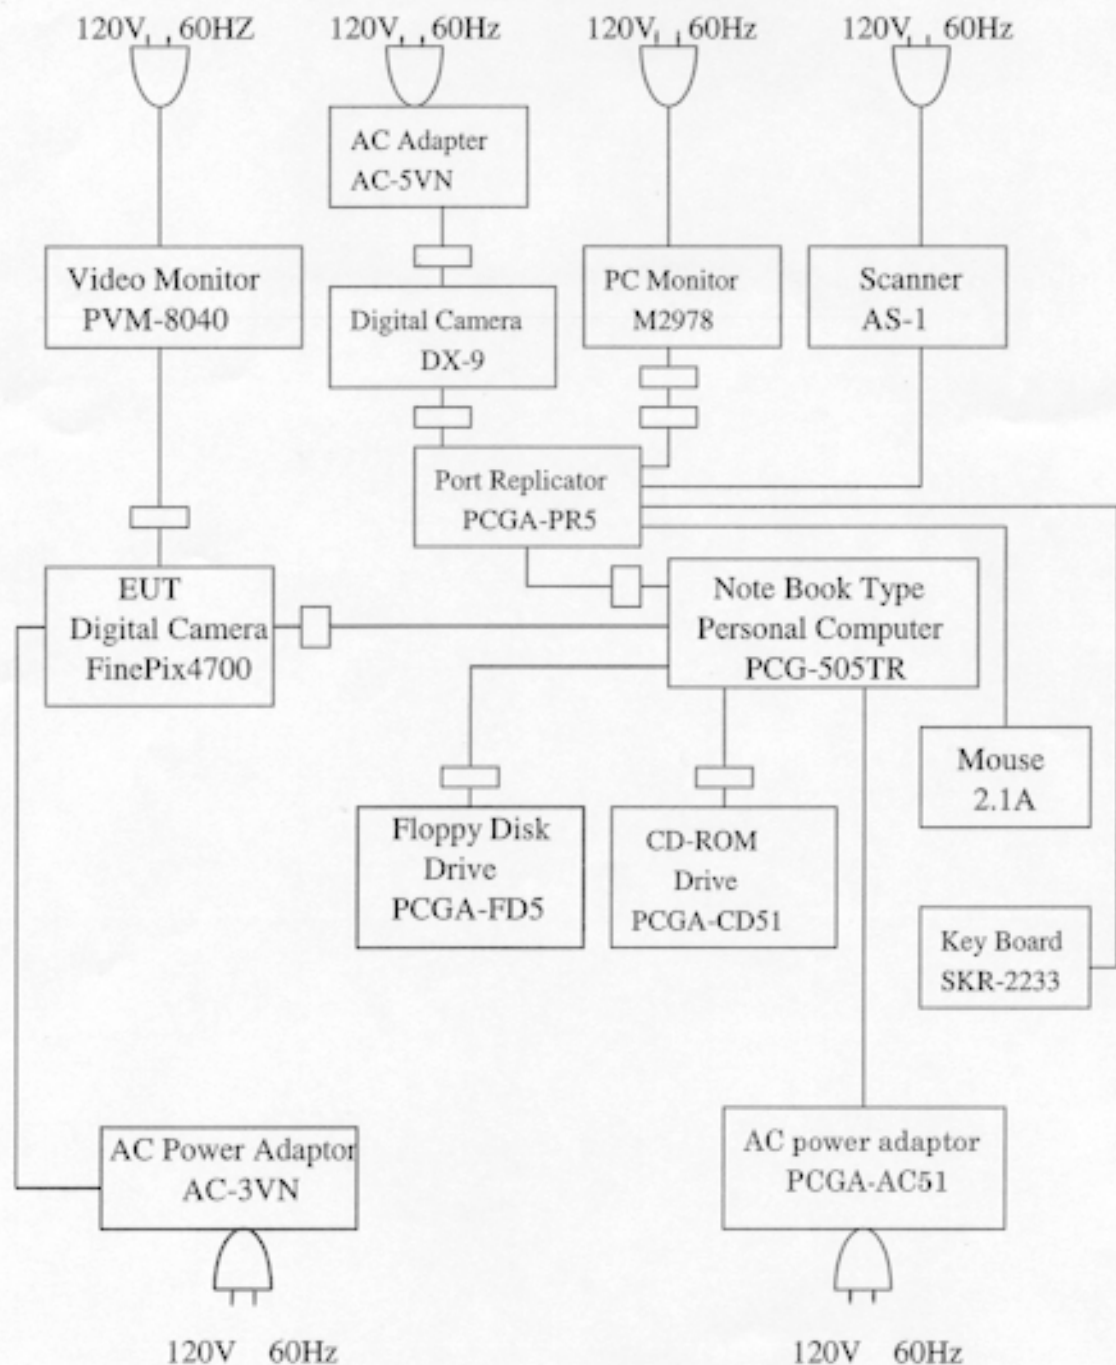 120V 60HZ
120V 60Hz
120V 60Hz
120V 60Hz
AC Adapter
AC-5VN
Video Monitor
PVM-8040
Digital Camera
DX-9
PC Monitor
M2978
Scanner
AS-1
Port Replicator
PCGA-PR5
EUT
Digital Camera
FinePix4700
Note Book Type
Personal Computer
PCG-505TR
Mouse
2.1A
Floppy Disk
Drive
PCGA-FD5
CD-ROM
Drive
PCGA-CD51
Key Board
SKR-2233
AC Power Adaptor
AC-3VN
AC power adaptor
PCGA-AC51
120V 60Hz
120V 60Hz